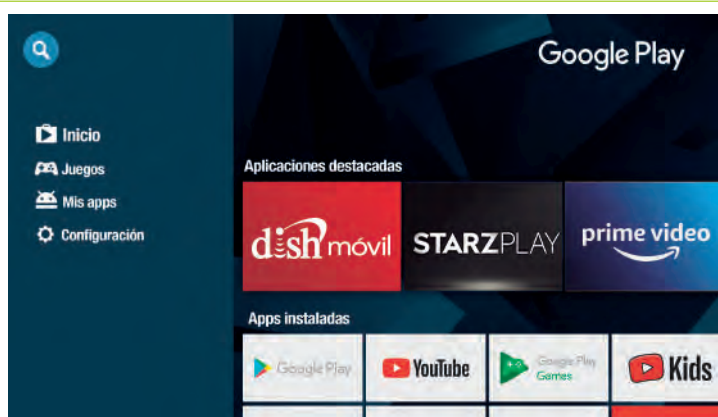 Google Play
Inicio
Juegos
Mis apps
Configuración
Aplicaciones destacadas
dish móvil
STARZPLAY
prime video
Apps instaladas
Google Play
YouTube
Google Play
Games
Kids